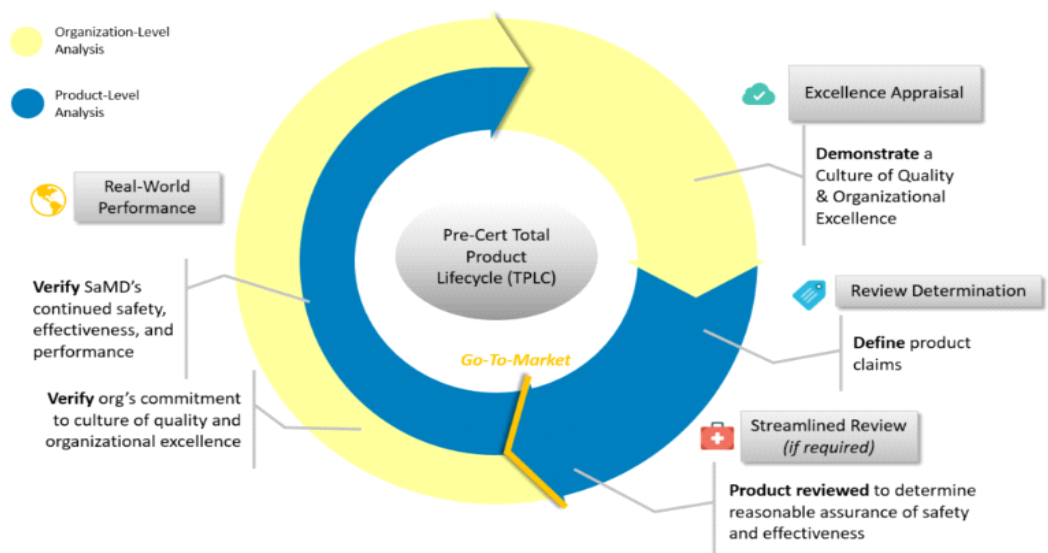 Organization-Level
Analysis
Product-Level
Analysis
Excellence Appraisal
Demonstrate a
Culture of Quality
& Organizational
Excellence
Real-World
Performance
Pre-Cert Total
Product
Lifecycle (TPLC)
Verify SaMD's
continued safety,
effectiveness, and
performance
Review Determination
Define product
claims
Go-To-Market
Verify org's commitment
to culture of quality and
organizational excellence
Streamlined Review
(if required)
Product reviewed to determine
reasonable assurance of safety
and effectiveness